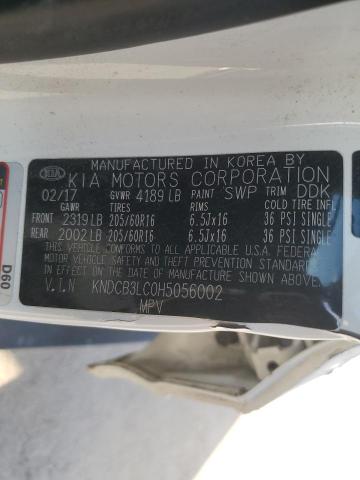 MANUFACTURED IN KOREA BY
KIA
KIA MOTORS CORPORATION
02/17 GVWR 4189 LB PAINT SWP TRIM DDK
GAWR TIRES RIMS COLD TIRE INFL
FRONT 2319 LB 205/60R16 6.5Jx16 36 PSI SINGLE
REAR 2002 LB 205/60R16 6.5Jx16 36 PSI SINGLE
THIS VEHICLE CONFORMS TO ALL APPLICABLE U.S.A. FEDERAL
MOTOR VEHICLE SAFETY AND THEFT PREVENTION STANDARDS
IN EFFECT ON THE DATE OF MANUFACTURE SHOWN ABOVE.
V.I.N KNDCB3LC0H5056002
MPV
D60